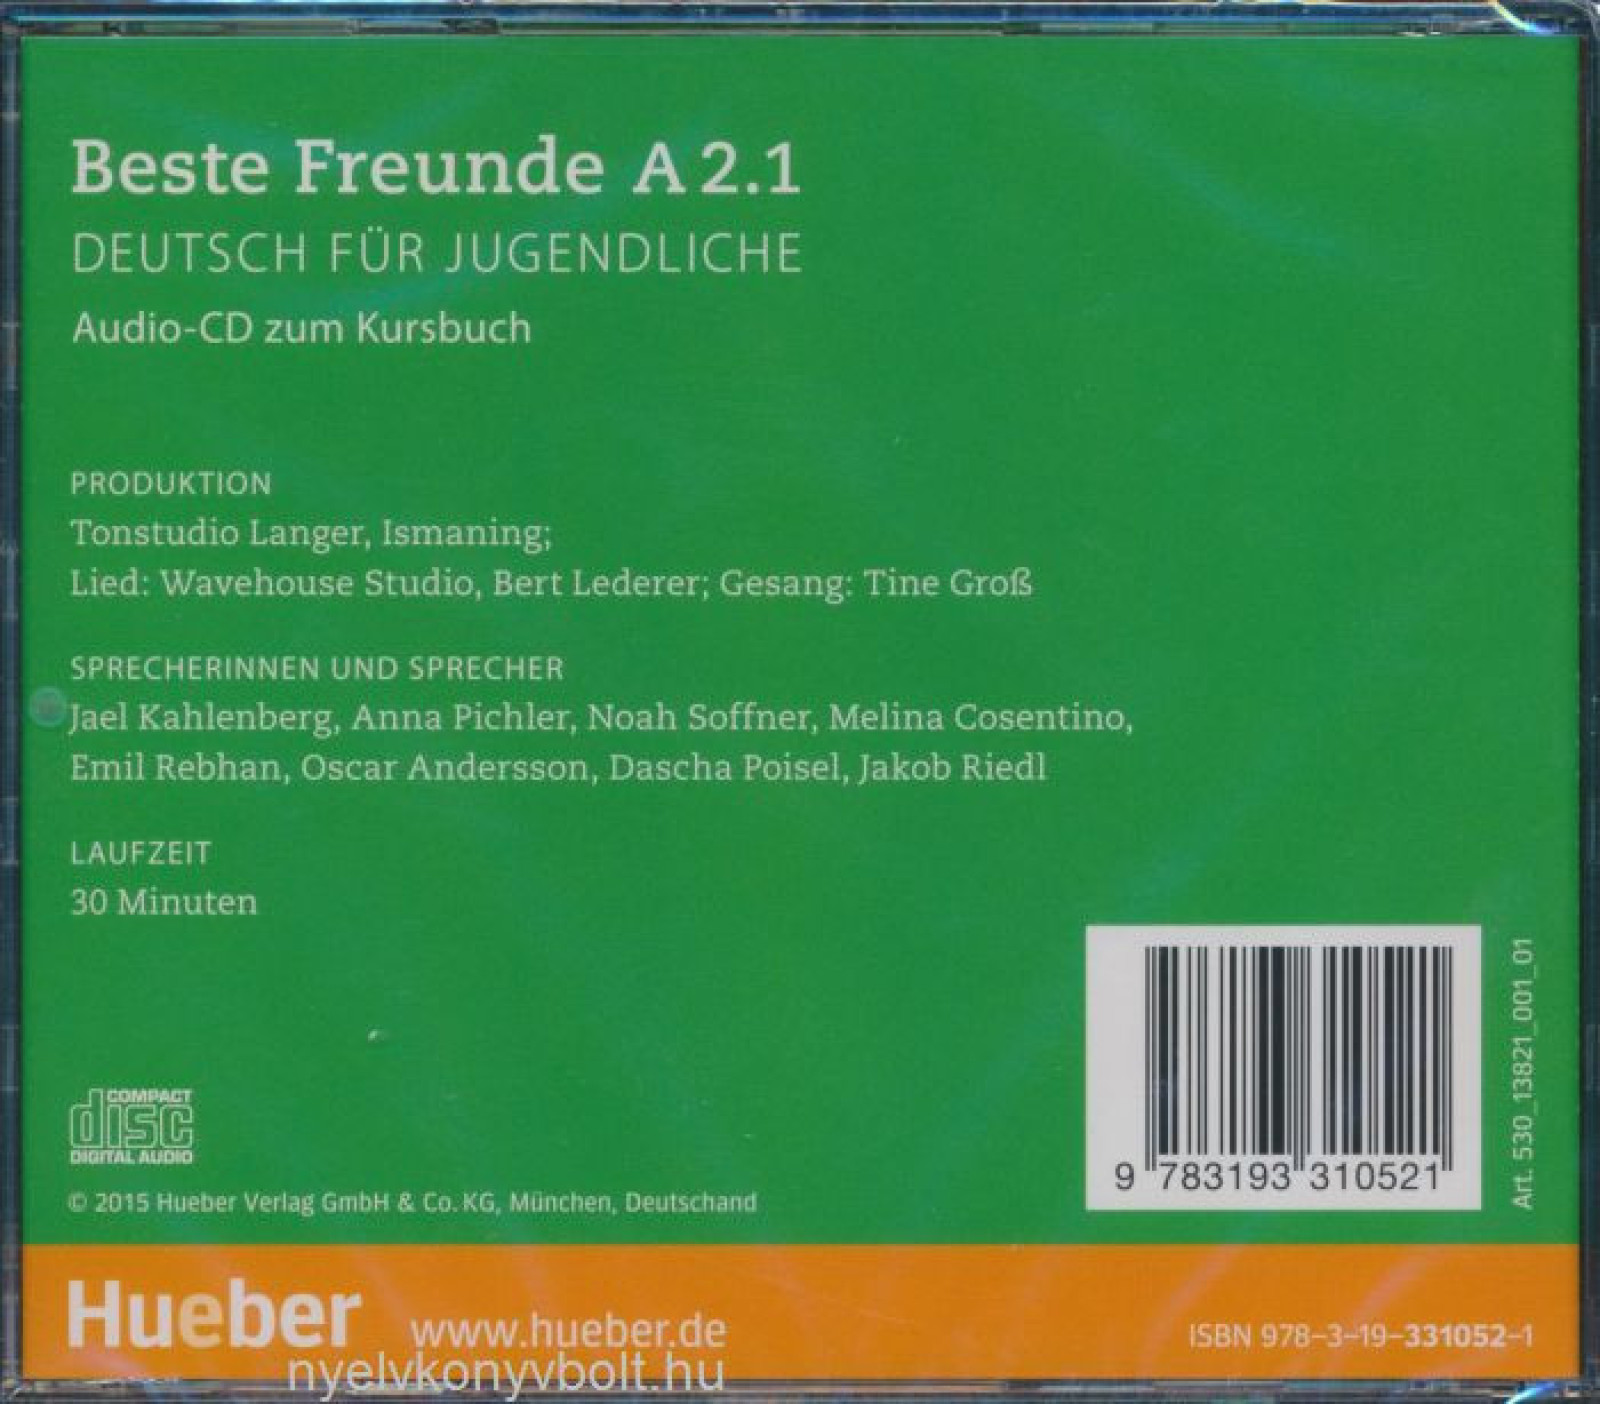 Beste Freunde A 2.1
DEUTSCH FÜR JUGENDLICHE
Audio-CD zum Kursbuch
PRODUKTION
Tonstudio Langer, Ismaning;
Lied: Wavehouse Studio, Bert Lederer; Gesang: Tine Groß
SPRECHERINNEN UND SPRECHER
Jael Kahlenberg, Anna Pichler, Noah Soffner, Melina Cosentino,
Emil Rebhan, Oscar Andersson, Dascha Poisel, Jakob Riedl
LAUFZEIT
30 Minuten
COMPACT
disc
DIGITAL AUDIO
© 2015 Hueber Verlag GmbH & Co. KG, München, Deutschand
9 783193 310521
Art. 530_13821_001_01
Hueber www.hueber.de
ISBN 978–3–19–331052–1
nyelvkonyvbolt.hu